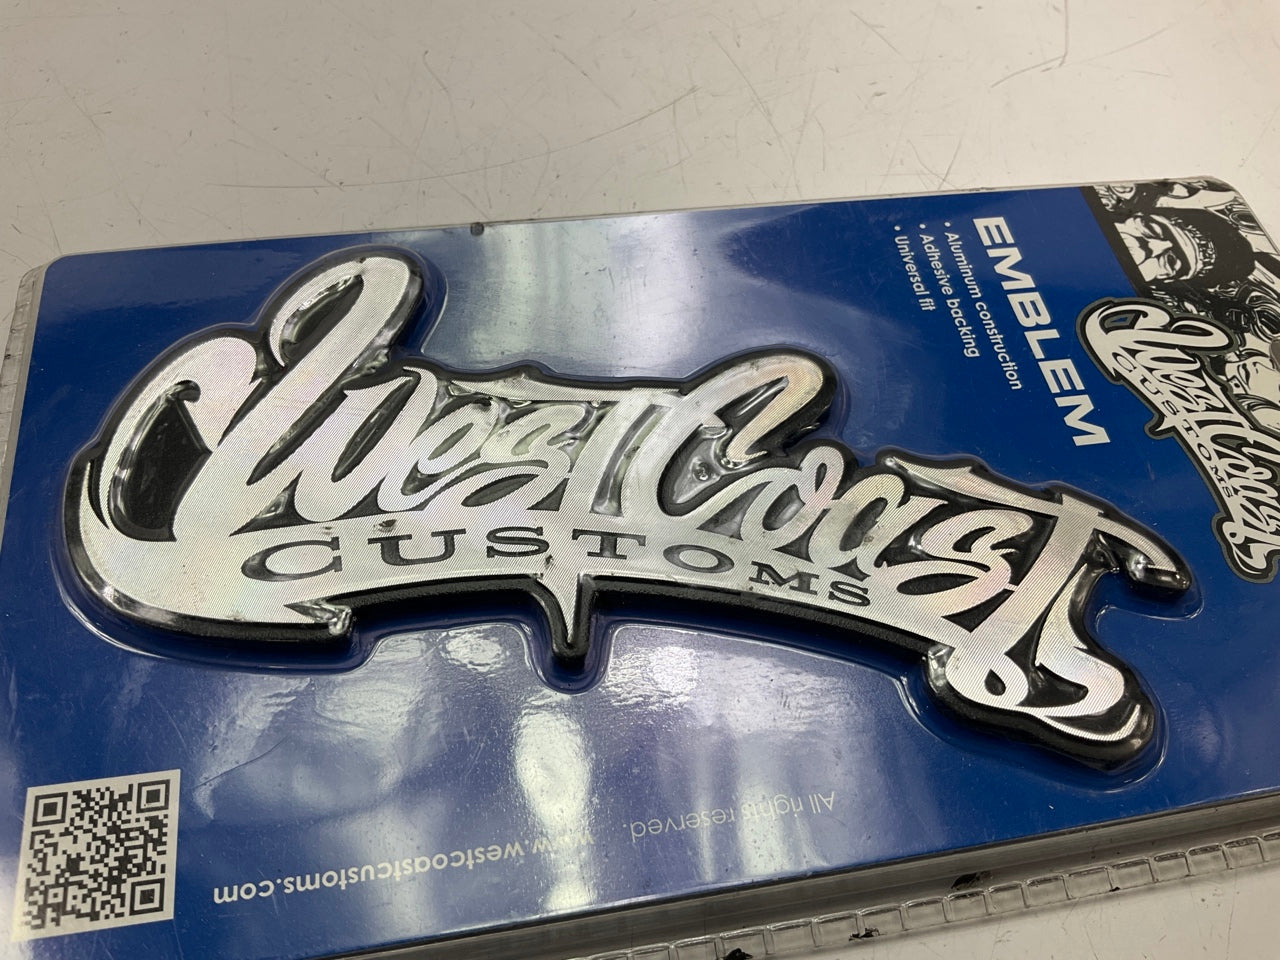 West Coast
CUSTOMS
EMBLEM
• Aluminum construction
• Adhesive backing
• Universal fit
West Coast
CUSTOMS
www.westcoastcustoms.com
All rights reserved.